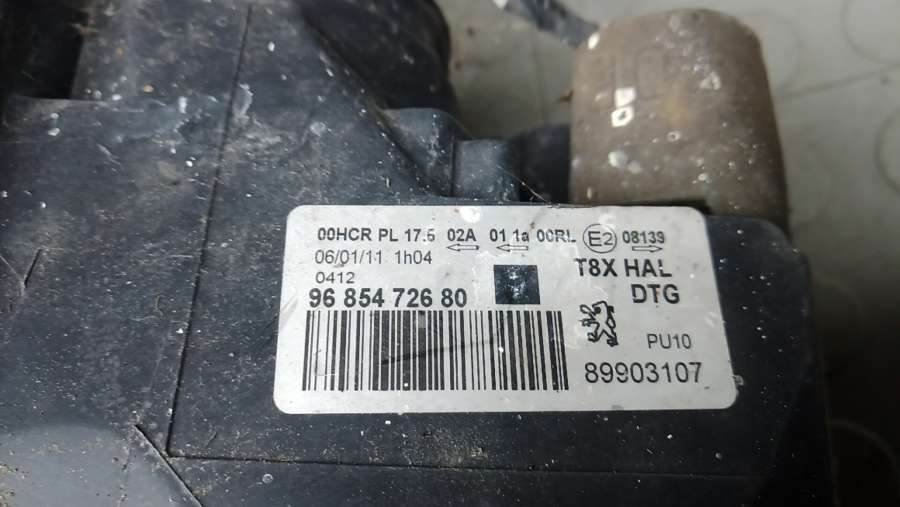 00HCR PL 17.5 02A 01 1a 00RL E2 08139
06/01/11 1h04
0412
T8X HAL
96 854 726 80
DTG
PU10
89903107